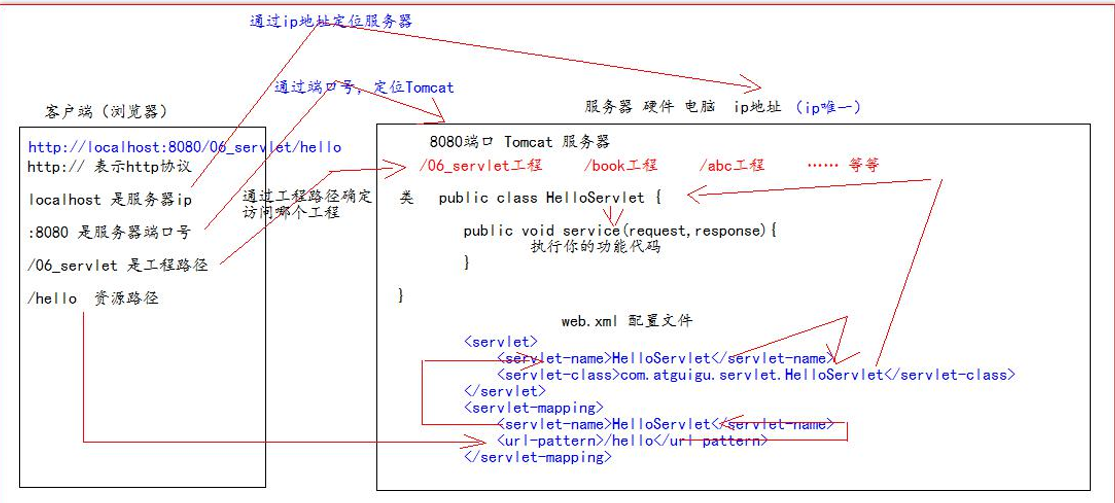 通过ip地址定位服务器
通过端口号，定位Tomcat
客户端（浏览器）
http://localhost:8080/06_servlet/hello
http:// 表示http协议
localhost 是服务器ip
:8080 是服务器端口号
/06_servlet 是工程路径
/hello 资源路径
通过工程路径确定
访问哪个工程
服务器 硬件 电脑 ip地址 （ip唯一）
8080端口 Tomcat 服务器
/06_servlet工程 /book工程 /abc工程 …… 等等
类 public class HelloServlet {
public void service(request,response){
执行你的功能代码
}
}
web.xml 配置文件
<servlet>
<servlet-name>HelloServlet</servlet-name>
<servlet-class>com.atguigu.servlet.HelloServlet</servlet-class>
</servlet>
<servlet-mapping>
<servlet-name>HelloServlet</servlet-name>
<url-pattern>/hello</url-pattern>
</servlet-mapping>